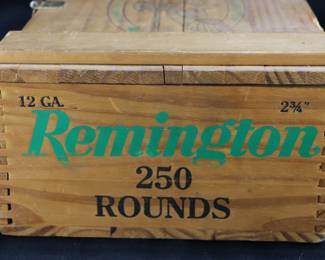 12 GA. 2¾"
Remington
250
ROUNDS